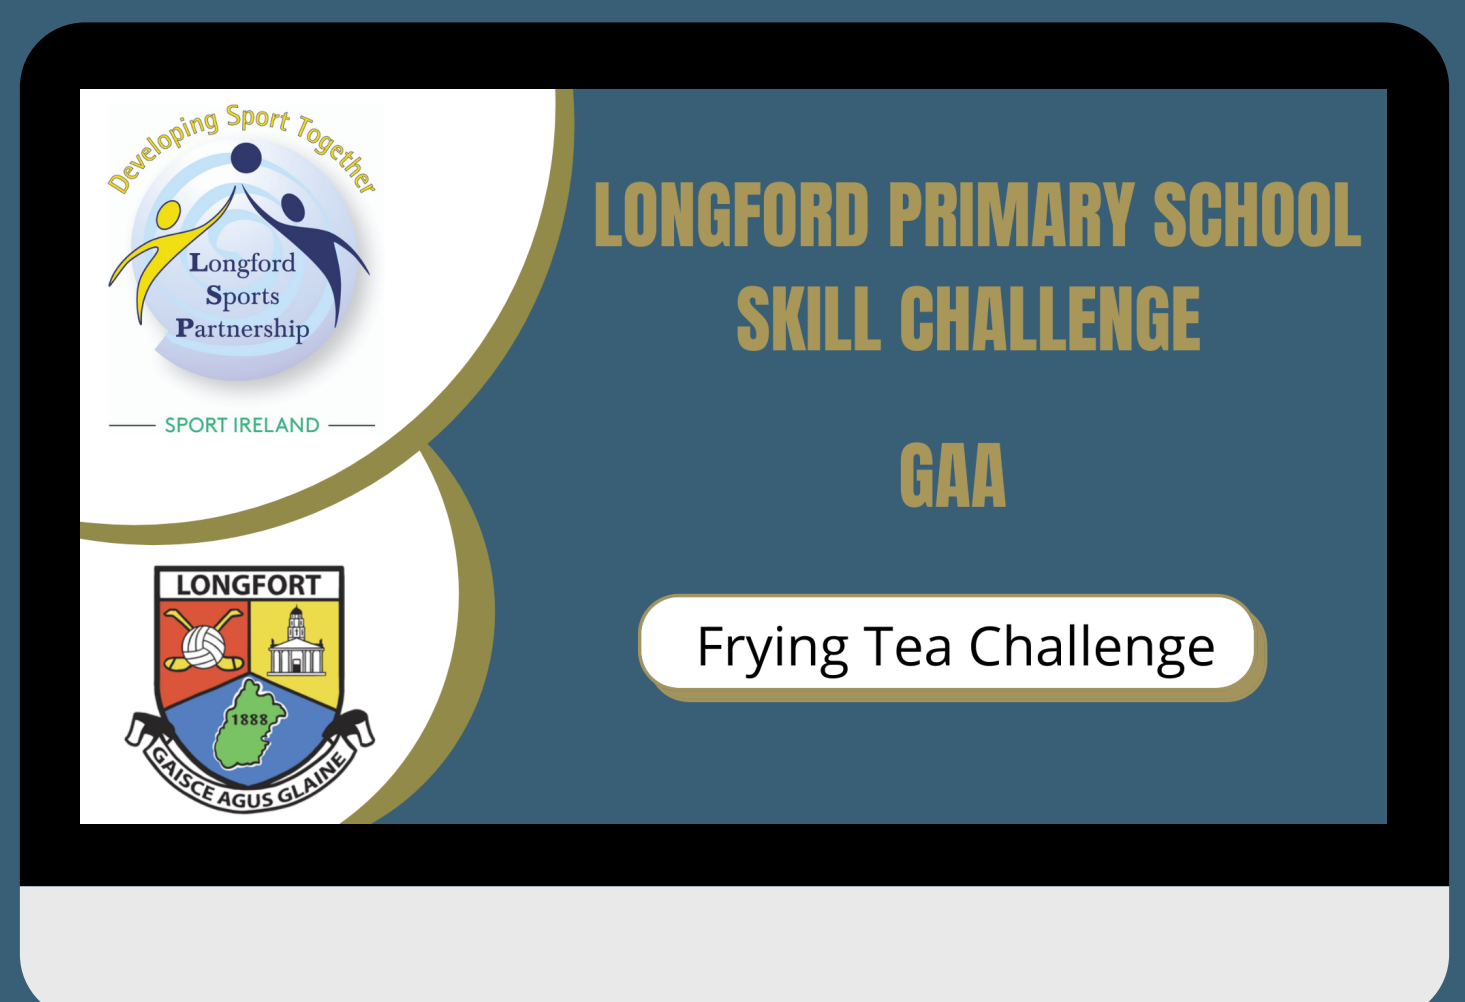 Developing Sport Together
Longford
Sports
Partnership
SPORT IRELAND
LONGFORD PRIMARY SCHOOL
SKILL CHALLENGE
GAA
Frying Tea Challenge
LONGFORT
1888
GAISCE AGUS GLAINE